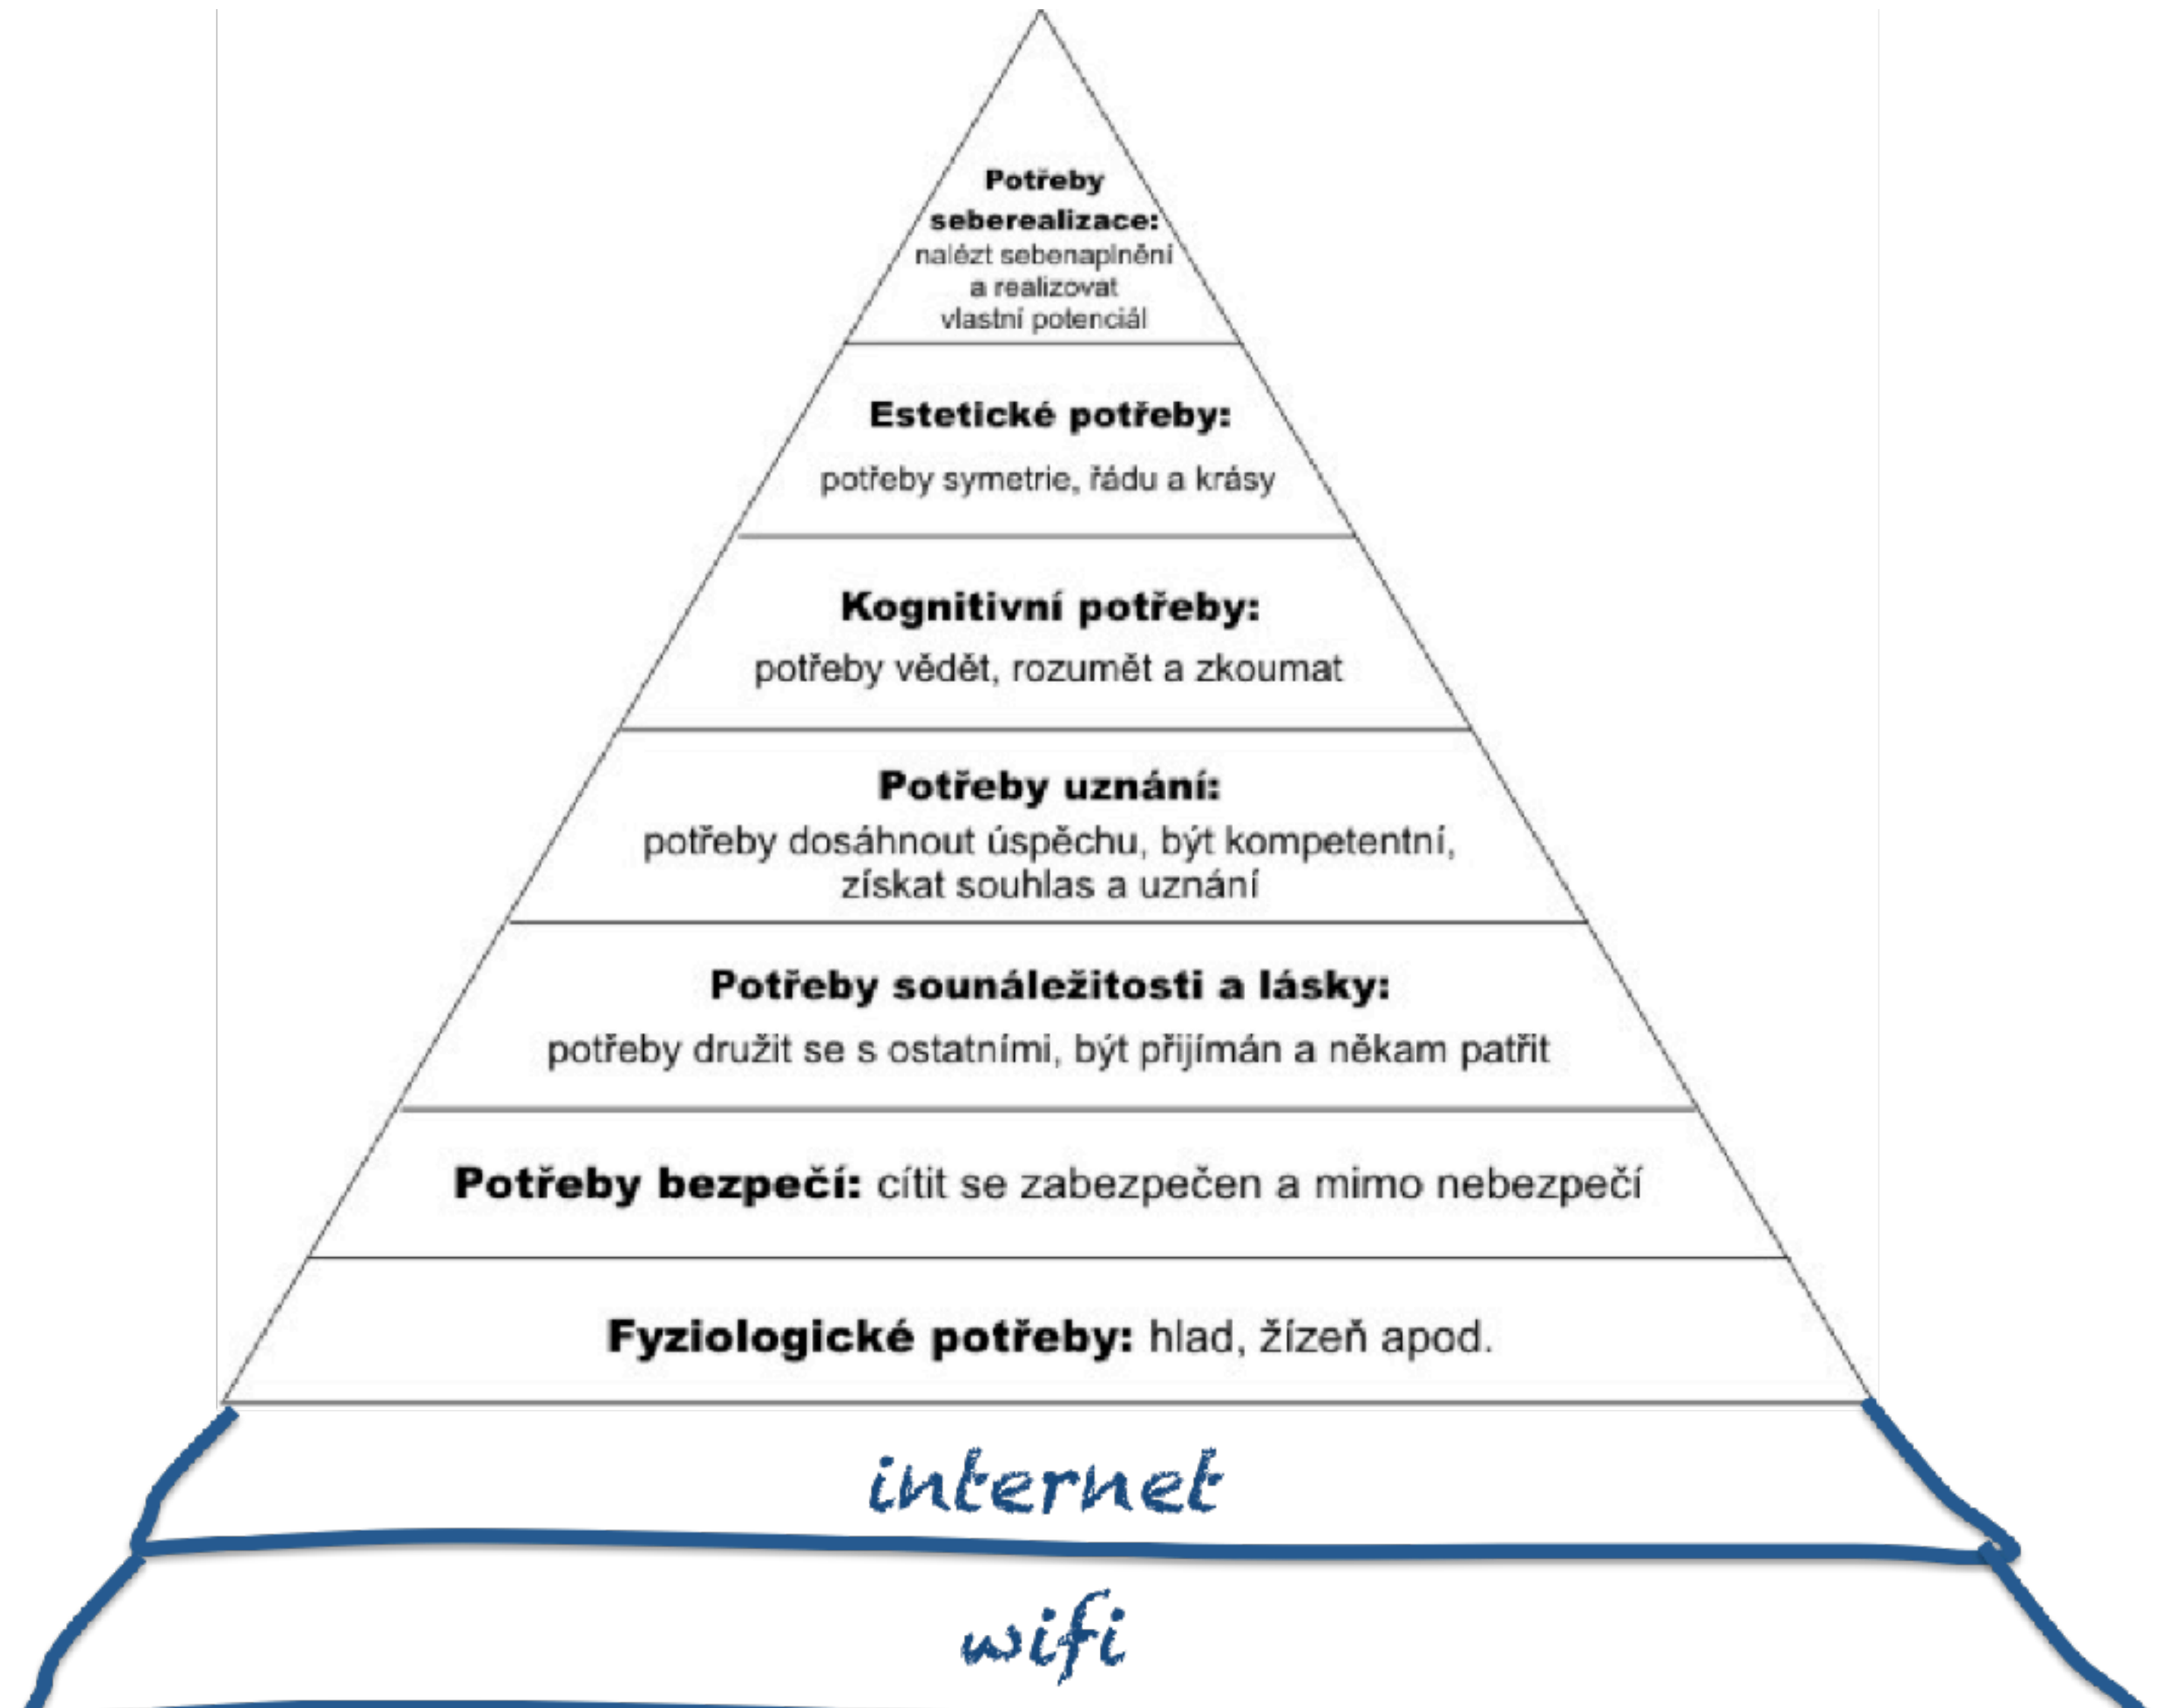 Potřeby
seberealizace:
nalézt sebenaplnění
a realizovat
vlastní potenciál
Estetické potřeby:
potřeby symetrie, řádu a krásy
Kognitivní potřeby:
potřeby vědět, rozumět a zkoumat
Potřeby uznání:
potřeby dosáhnout úspěchu, být kompetentní,
získat souhlas a uznání
Potřeby sounáležitosti a lásky:
potřeby družit se s ostatními, být přijímán a někam patřit
Potřeby bezpečí: cítit se zabezpečen a mimo nebezpečí
Fyziologické potřeby: hlad, žízeň apod.
internet
wifi